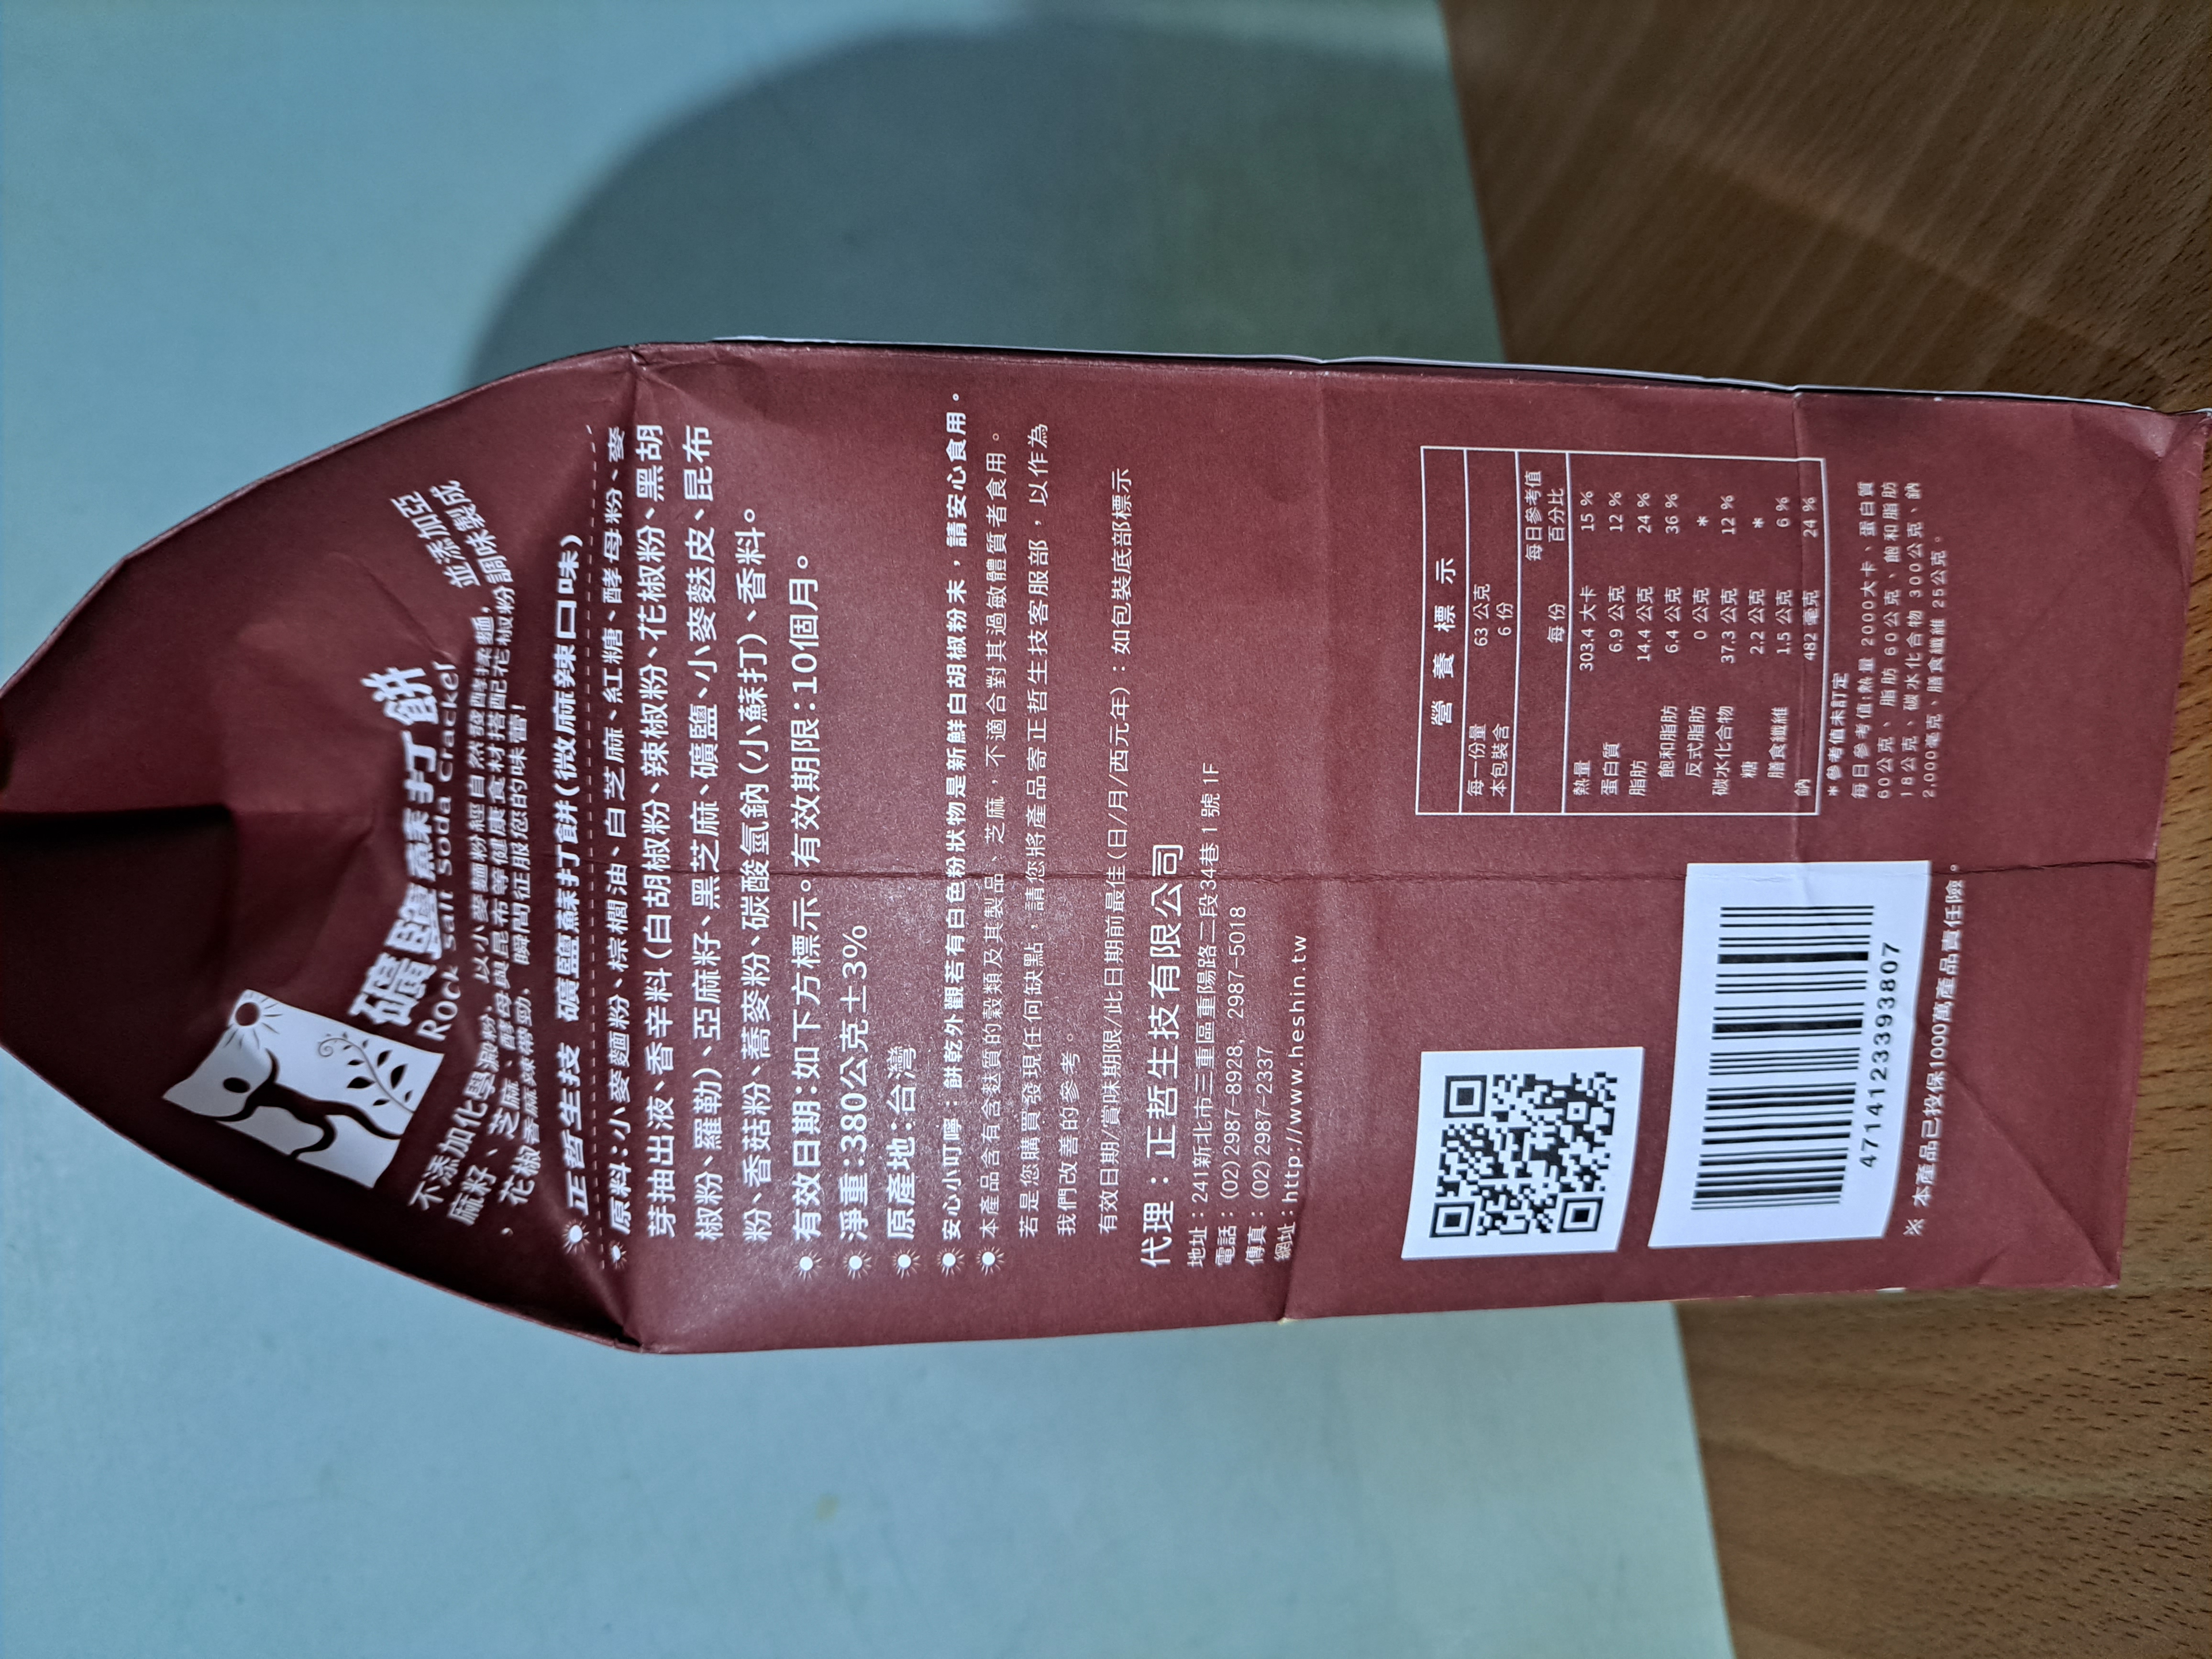 礦鹽蘇打餅
Rock Salt Soda Cracker
不添加化學澱粉、以小麥麵粉經自然發酵揉麵,並添加亞
麻籽、芝麻、酵母與昆布等健康食材搭配花椒粉調味製成
,花椒香麻辣帶勁、瞬間征服您的味蕾!
正哲生技 礦鹽蘇打餅(微麻辣口味)
原料:小麥麵粉、棕櫚油、白芝麻、紅糖、酵母粉、麥
芽抽出液、香辛料(白胡椒粉、辣椒粉、花椒粉、黑胡
椒粉、羅勒)、亞麻籽、黑芝麻、礦鹽、小麥麩皮、昆布
粉、香菇粉、蕎麥粉、碳酸氫鈉(小蘇打)、香料。
有效日期:如下方標示。有效期限:10個月。
淨重:380公克±3%
原產地:台灣
安心小叮嚀:餅乾外觀若有白色粉狀物是新鮮白胡椒粉末,請安心食用。
本產品含有含麩質的穀類及其製品、芝麻,不適合對其過敏體質者食用。
若是您購買發現任何缺點,請您將產品寄正哲生技客服部,以作為
我們改善的參考。
有效日期/賞味期限/此日期前最佳(日/月/西元年):如包裝底部標示
代理:正哲生技有限公司
地址:241新北市三重區重陽路二段34巷1號1F
電話:(02)2987-8928, 2987-5018
傳真:(02)2987-2337
網址:http://www.heshin.tw
營養標示
每一份量 63 公克
本包裝含 6 份
每份 每日參考值百分比
熱量 303.4 大卡 15 %
蛋白質 6.9 公克 12 %
脂肪 14.4 公克 24 %
飽和脂肪 6.4 公克 36 %
反式脂肪 0 公克 *
碳水化合物 37.3 公克 12 %
糖 2.2 公克 *
膳食纖維 1.5 公克 6 %
鈉 482 毫克 24 %
*參考值未訂定
每日參考值:熱量 2000大卡、蛋白質
60公克、脂肪 60公克、飽和脂肪
18公克、碳水化合物 300公克、鈉
2,000毫克、膳食纖維 25公克。
4714122393807
※ 本產品已投保1000萬產品責任險。